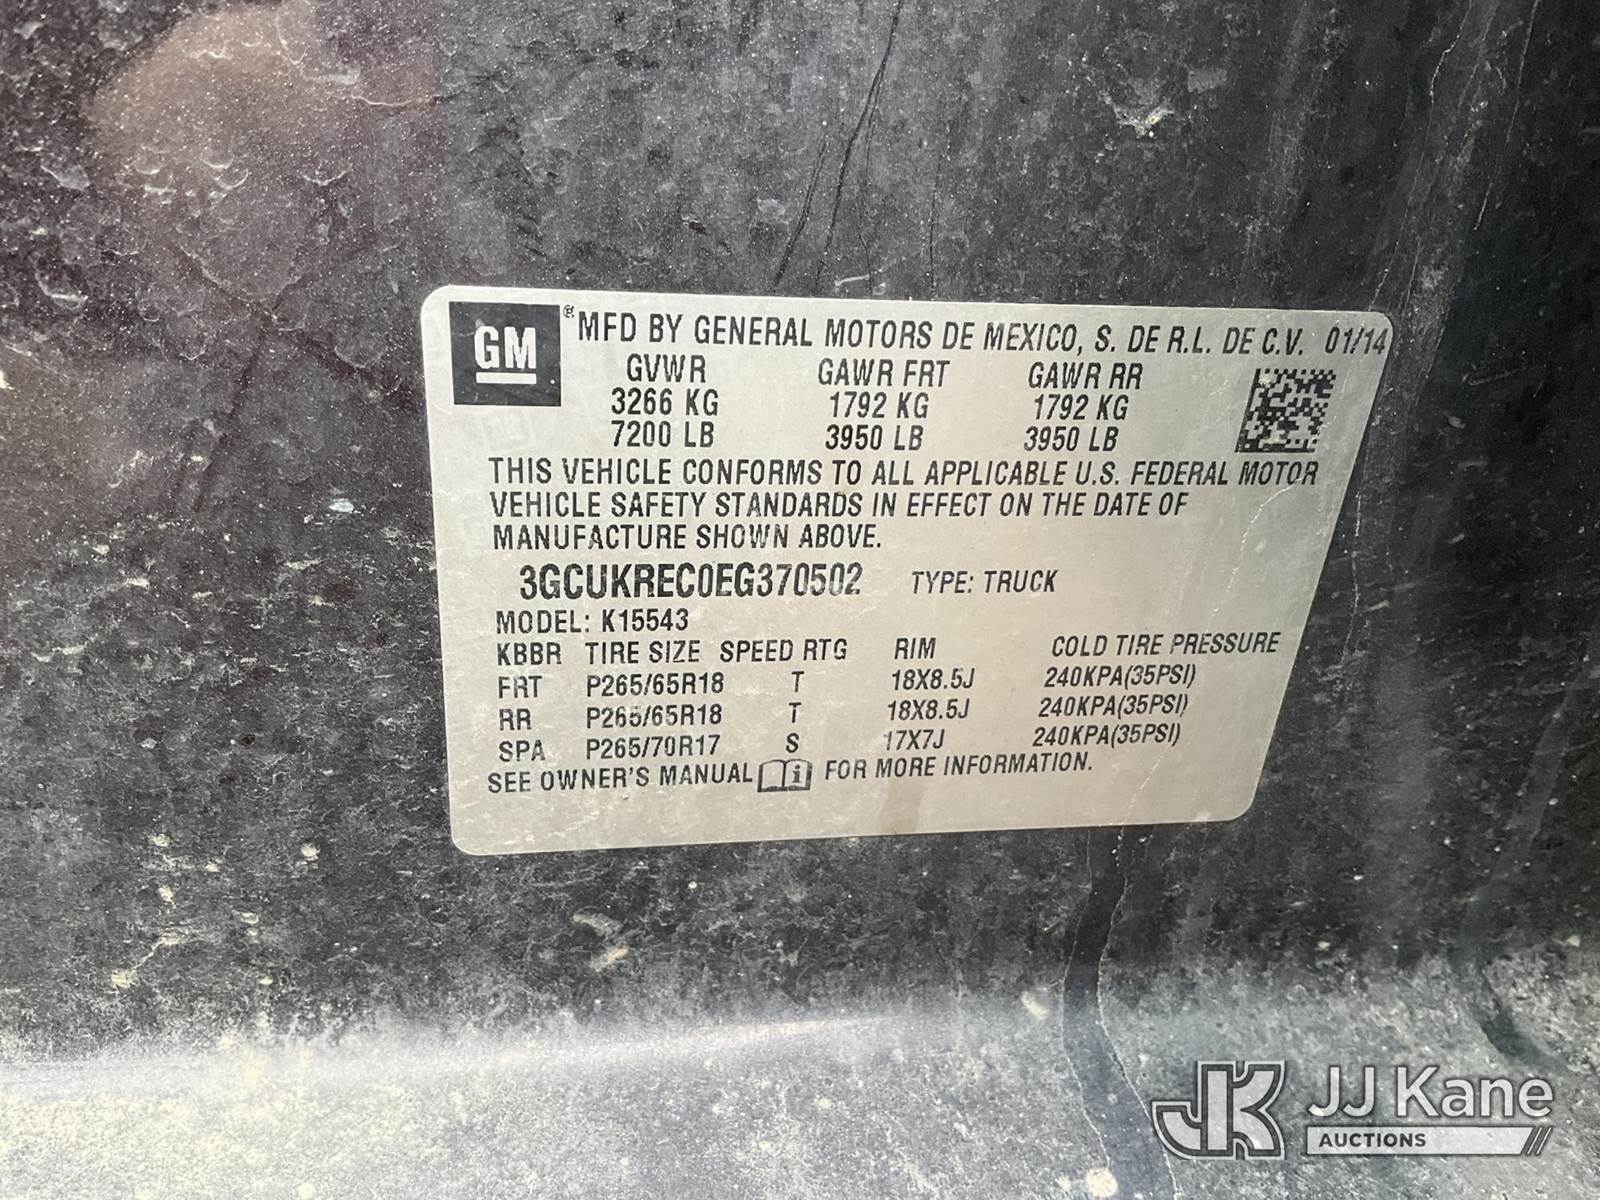 GM ® MFD BY GENERAL MOTORS DE MEXICO, S. DE R.L. DE C.V. 01/14
GVWR GAWR FRT GAWR RR
3266 KG 1792 KG 1792 KG
7200 LB 3950 LB 3950 LB
THIS VEHICLE CONFORMS TO ALL APPLICABLE U.S. FEDERAL MOTOR
VEHICLE SAFETY STANDARDS IN EFFECT ON THE DATE OF
MANUFACTURE SHOWN ABOVE.
3GCUKREC0EG370502 TYPE: TRUCK
MODEL: K15543
KBBR TIRE SIZE SPEED RTG RIM COLD TIRE PRESSURE
FRT P265/65R18 T 18X8.5J 240KPA(35PSI)
RR P265/65R18 T 18X8.5J 240KPA(35PSI)
SPA P265/70R17 S 17X7J 240KPA(35PSI)
SEE OWNER'S MANUAL i FOR MORE INFORMATION.
JK JJ Kane
AUCTIONS